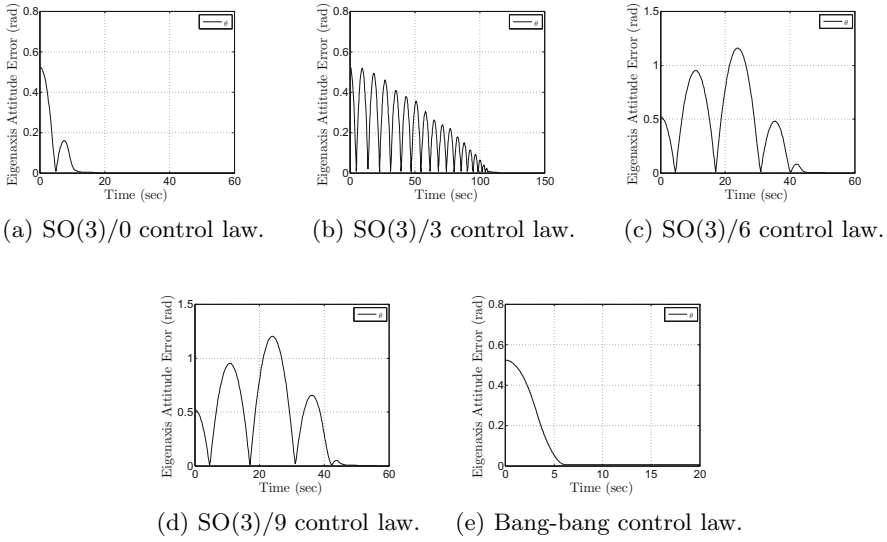 0.8
0.6
0.4
0.2
0
0 20 40 60
Eigenaxis Attitude Error (rad)
Time (sec)
θ
(a) SO(3)/0 control law.
0.8
0.6
0.4
0.2
0
0 50 100 150
Eigenaxis Attitude Error (rad)
Time (sec)
θ
(b) SO(3)/3 control law.
1.5
1
0.5
0
0 20 40 60
Eigenaxis Attitude Error (rad)
Time (sec)
θ
(c) SO(3)/6 control law.
1.5
1
0.5
0
0 20 40 60
Eigenaxis Attitude Error (rad)
Time (sec)
θ
(d) SO(3)/9 control law.
0.8
0.6
0.4
0.2
0
0 5 10 15 20
Eigenaxis Attitude Error (rad)
Time (sec)
θ
(e) Bang-bang control law.